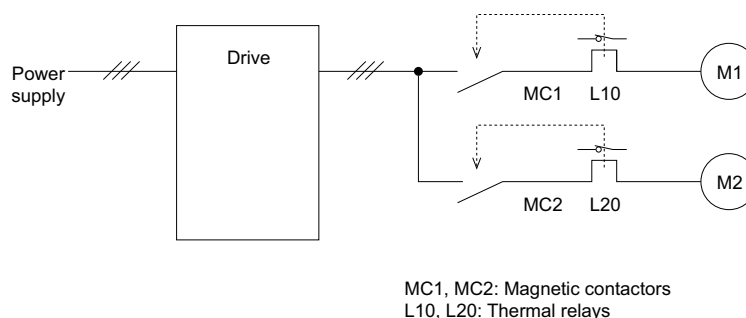 Power
supply
Drive
MC1
L10
M1
MC2
L20
M2
MC1, MC2: Magnetic contactors
L10, L20: Thermal relays